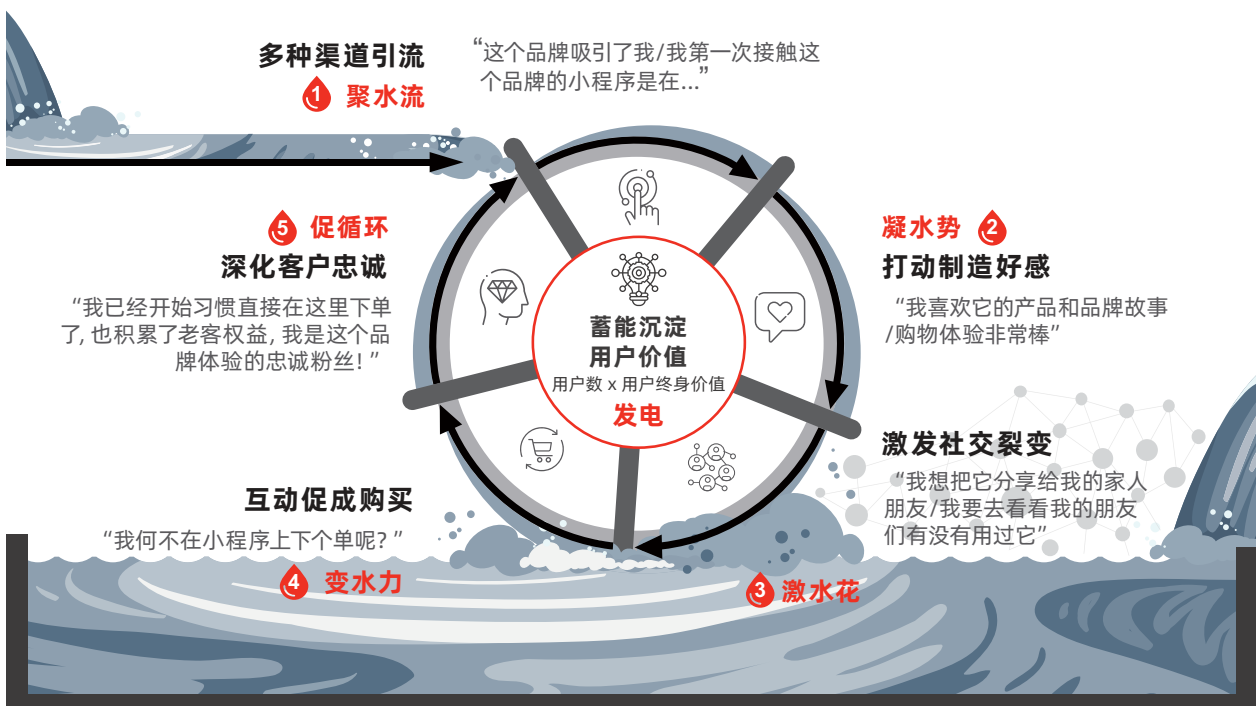 多种渠道引流
1 聚水流
“这个品牌吸引了我/我第一次接触这
个品牌的小程序是在...”
凝水势 2
打动制造好感
“我喜欢它的产品和品牌故事
/购物体验非常棒”
激发社交裂变
“我想把它分享给我的家人
朋友/我要去看看我的朋友
们有没有用过它”
3 激水花
互动促成购买
“我何不在小程序上下个单呢？”
4 变水力
5 促循环
深化客户忠诚
“我已经开始习惯直接在这里下单
了, 也积累了老客权益, 我是这个品
牌体验的忠诚粉丝！”
蓄能沉淀
用户价值
用户数 x 用户终身价值
发电